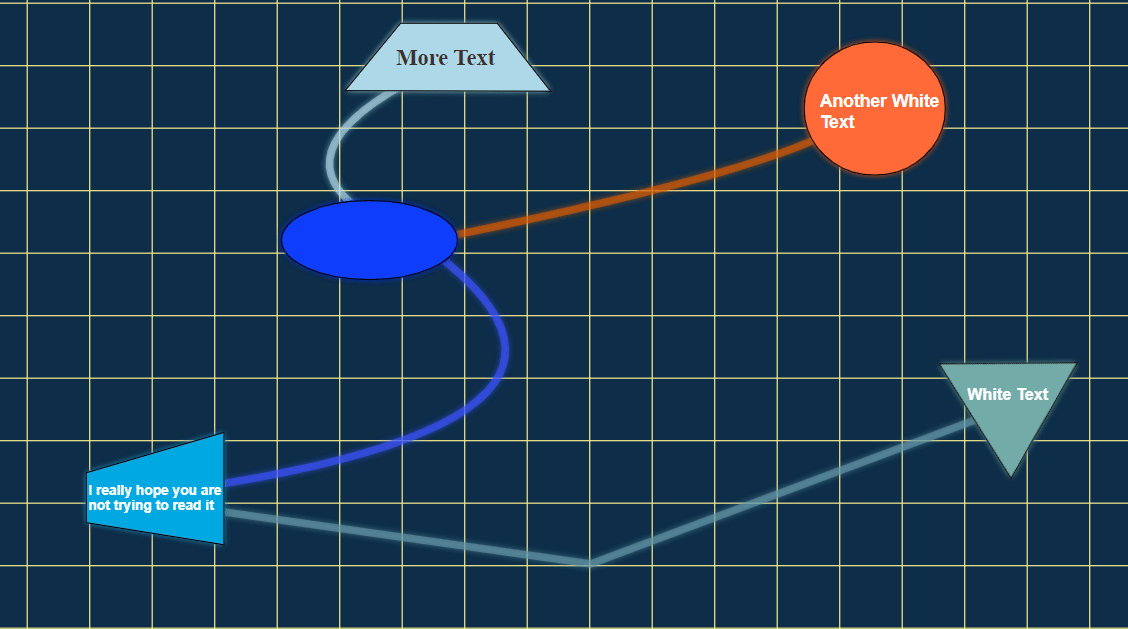 More Text
Another White
Text
White Text
I really hope you are
not trying to read it